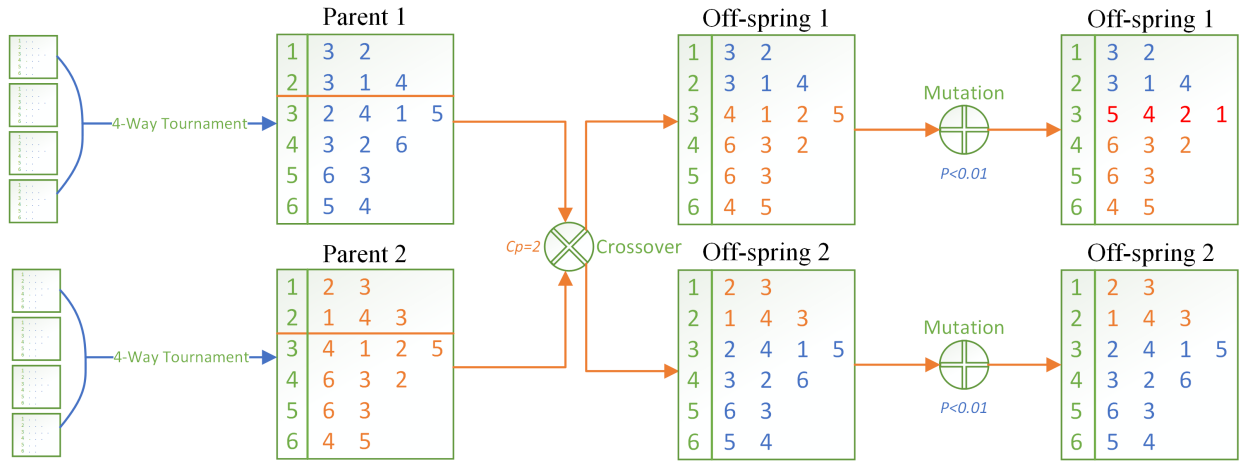 Parent 1
1 3 2
2 3 1 4
3 2 4 1 5
4 3 2 6
5 6 3
6 5 4
4-Way Tournament
Off-spring 1
1 3 2
2 3 1 4
3 4 1 2 5
4 6 3 2
5 6 3
6 4 5
Mutation
P<0.01
Off-spring 1
1 3 2
2 3 1 4
3 5 4 2 1
4 6 3 2
5 6 3
6 4 5
Cp=2
Crossover
Parent 2
1 2 3
2 1 4 3
3 4 1 2 5
4 6 3 2
5 6 3
6 4 5
4-Way Tournament
Off-spring 2
1 2 3
2 1 4 3
3 2 4 1 5
4 3 2 6
5 6 3
6 5 4
Mutation
P<0.01
Off-spring 2
1 2 3
2 1 4 3
3 2 4 1 5
4 3 2 6
5 6 3
6 5 4